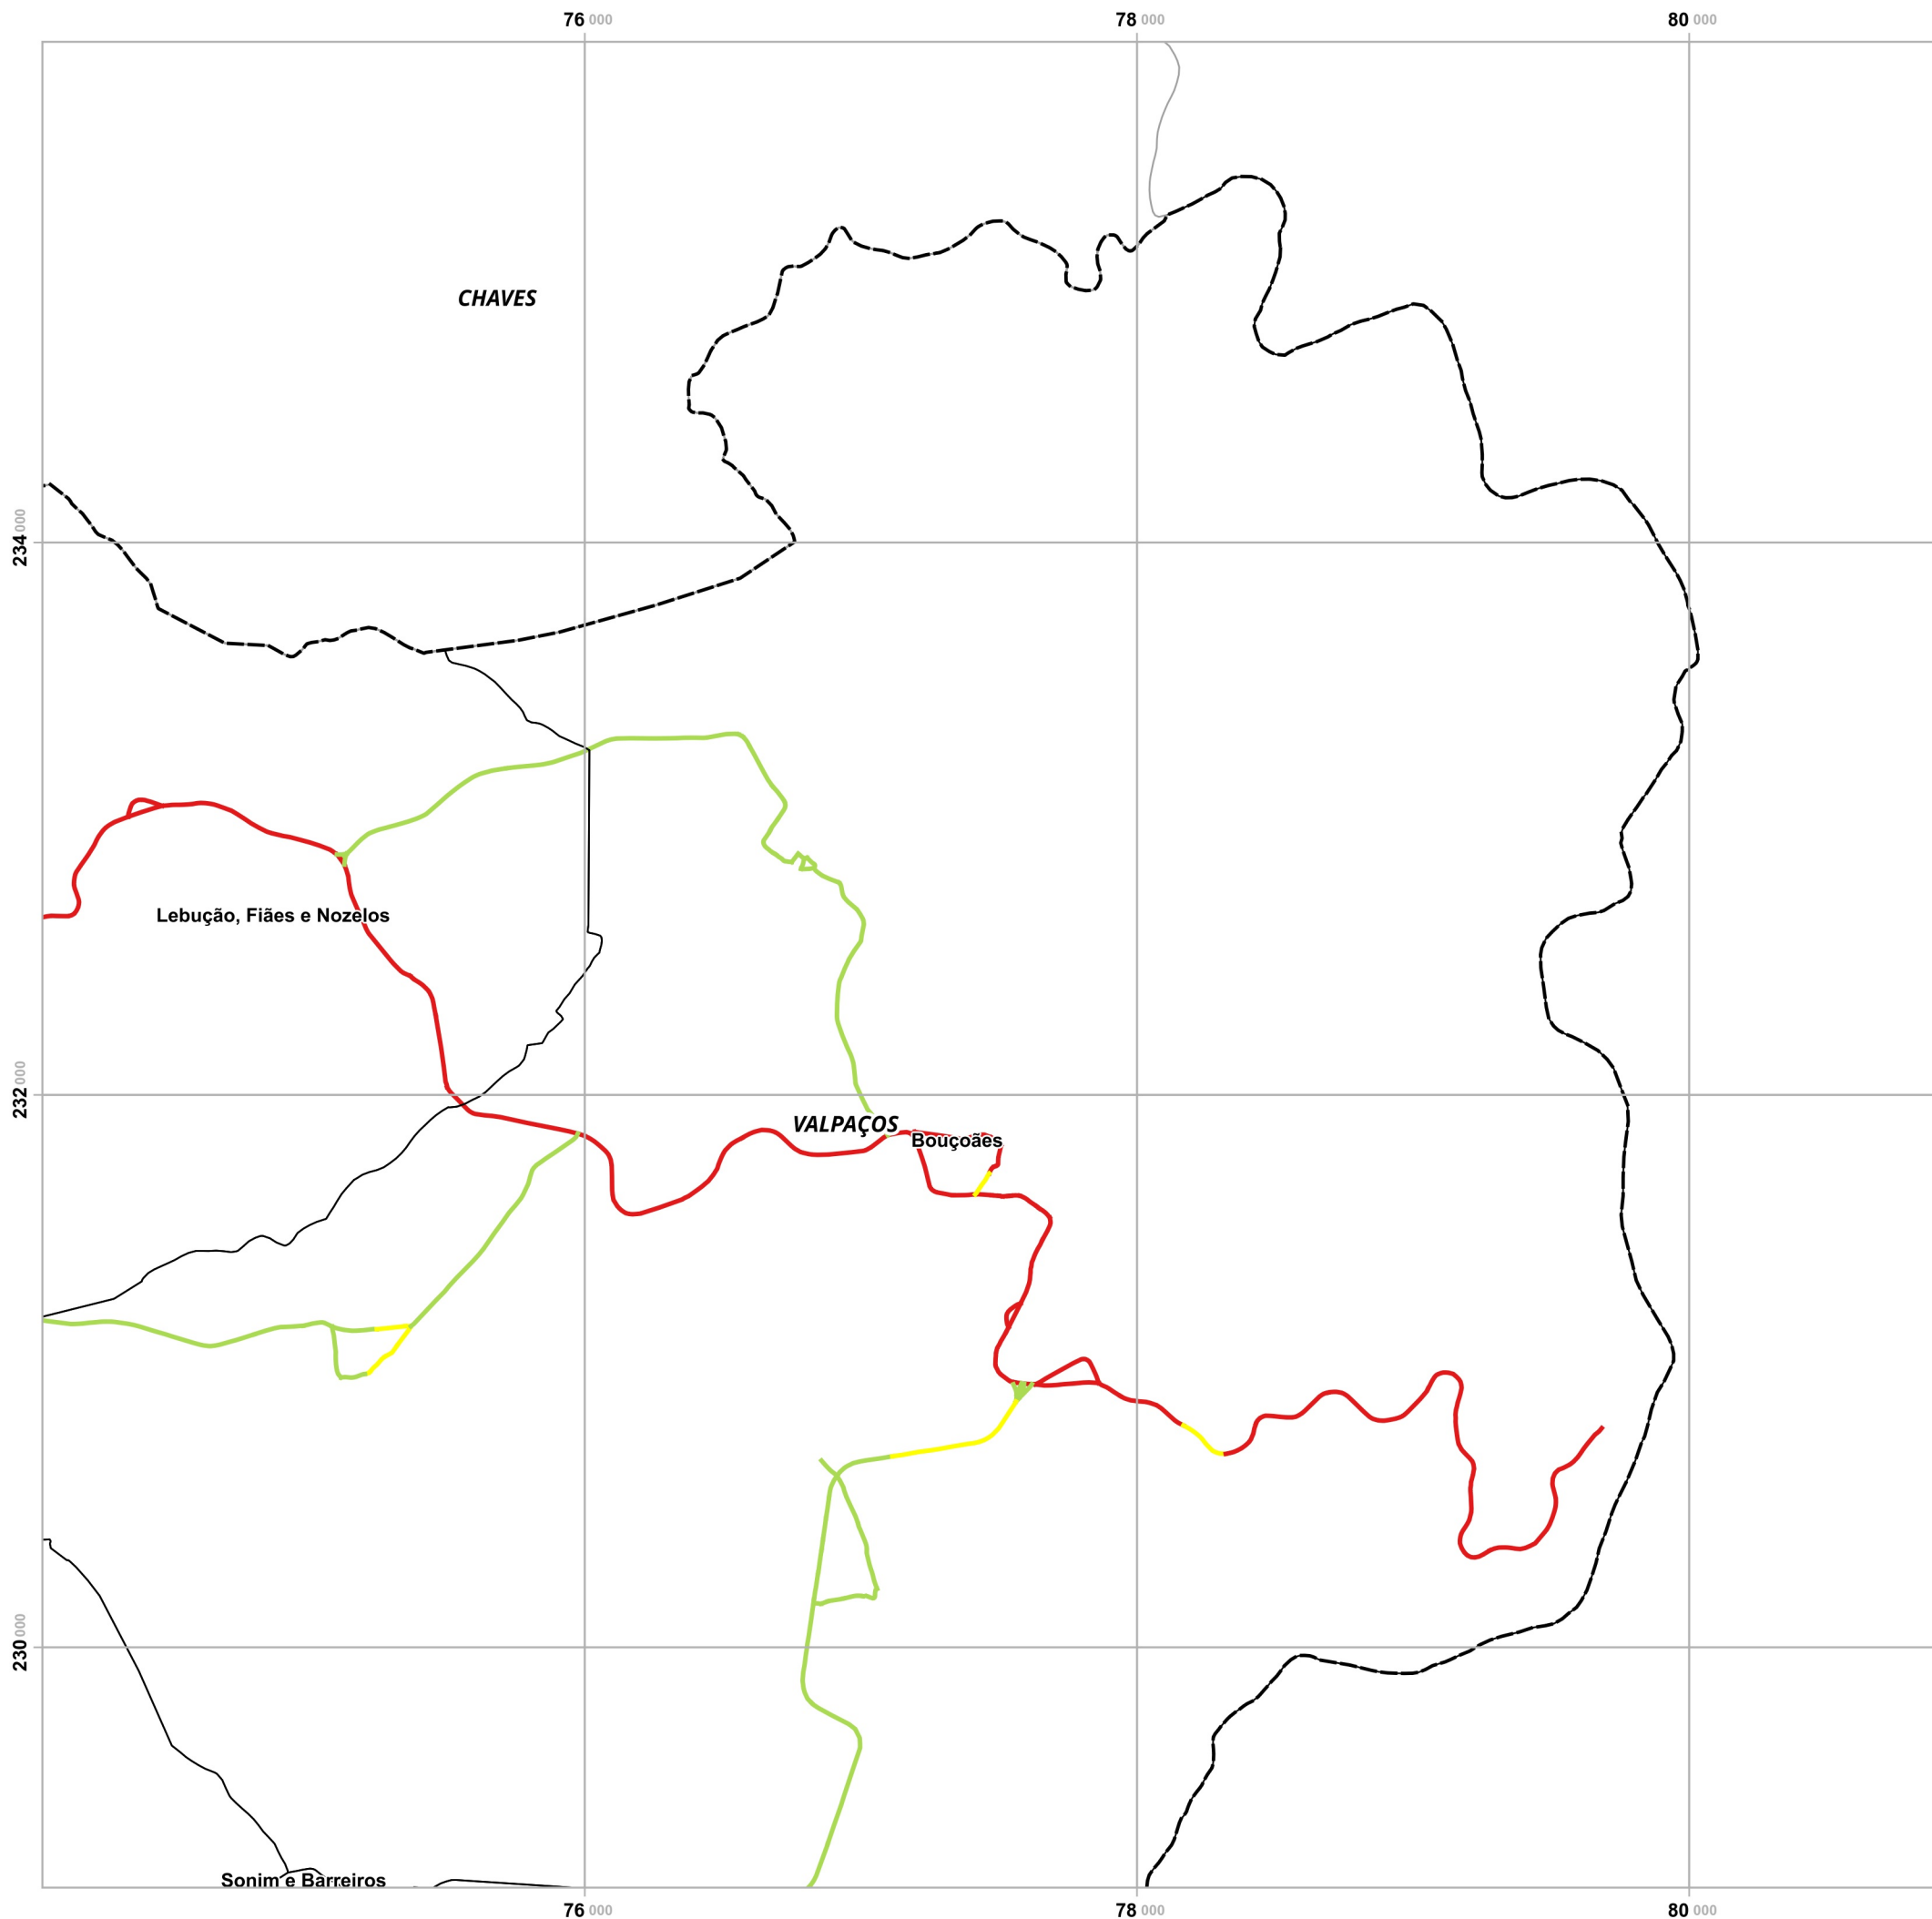 76 000
78 000
80 000
CHAVES
234 000
Lebução, Fiães e Nozelos
232 000
VALPAÇOS
Bouçoães
230 000
Sonim e Barreiros
76 000
78 000
80 000